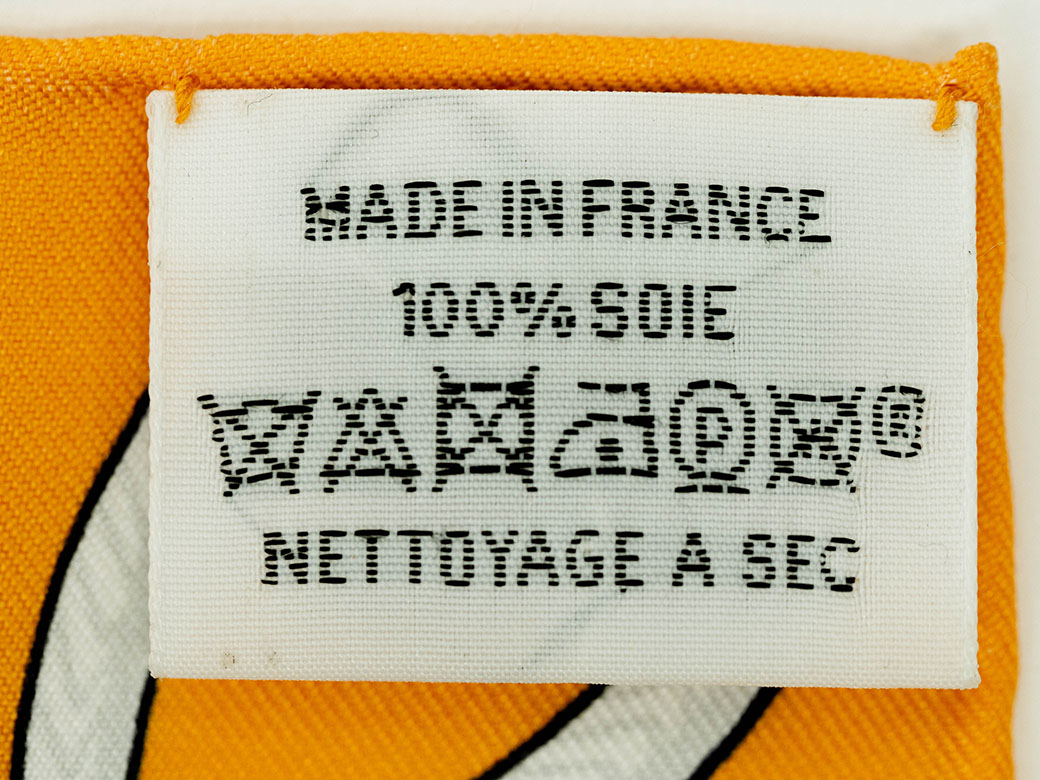 MADE IN FRANCE
100% SOIE
P
NETTOYAGE A SEC